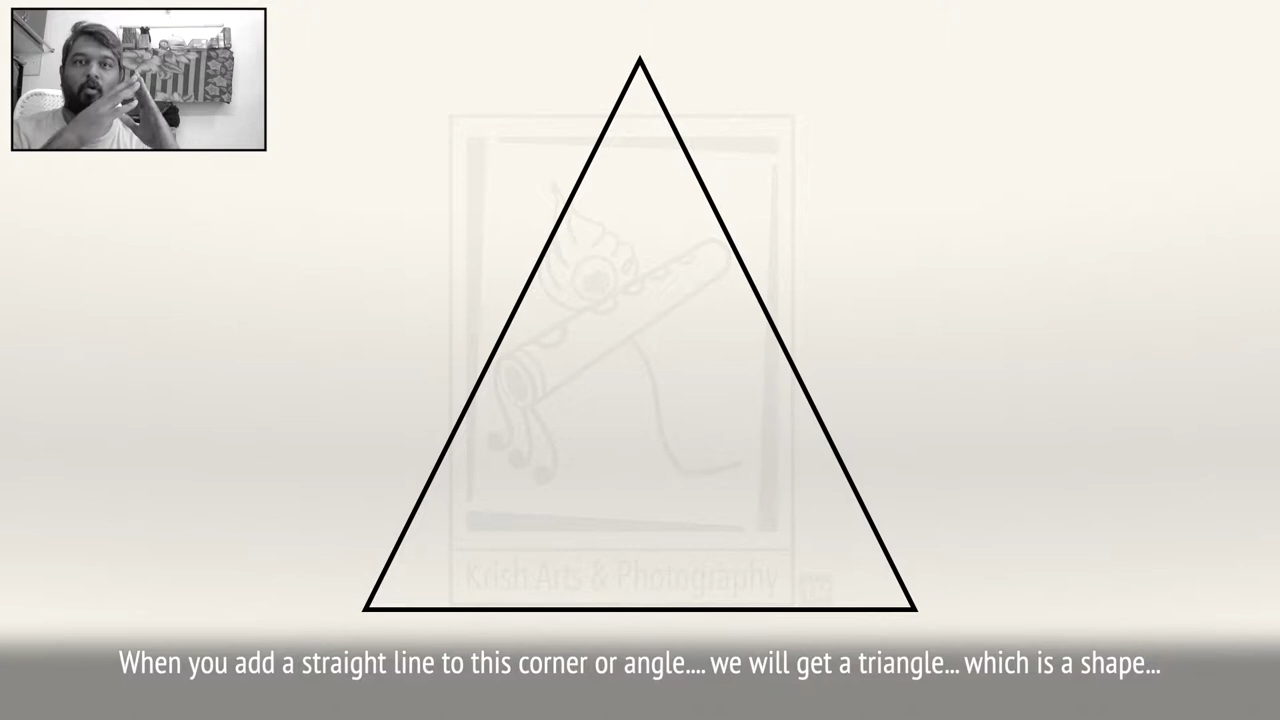 Krish Arts & Photography
When you add a straight line to this corner or angle.... we will get a triangle... which is a shape...